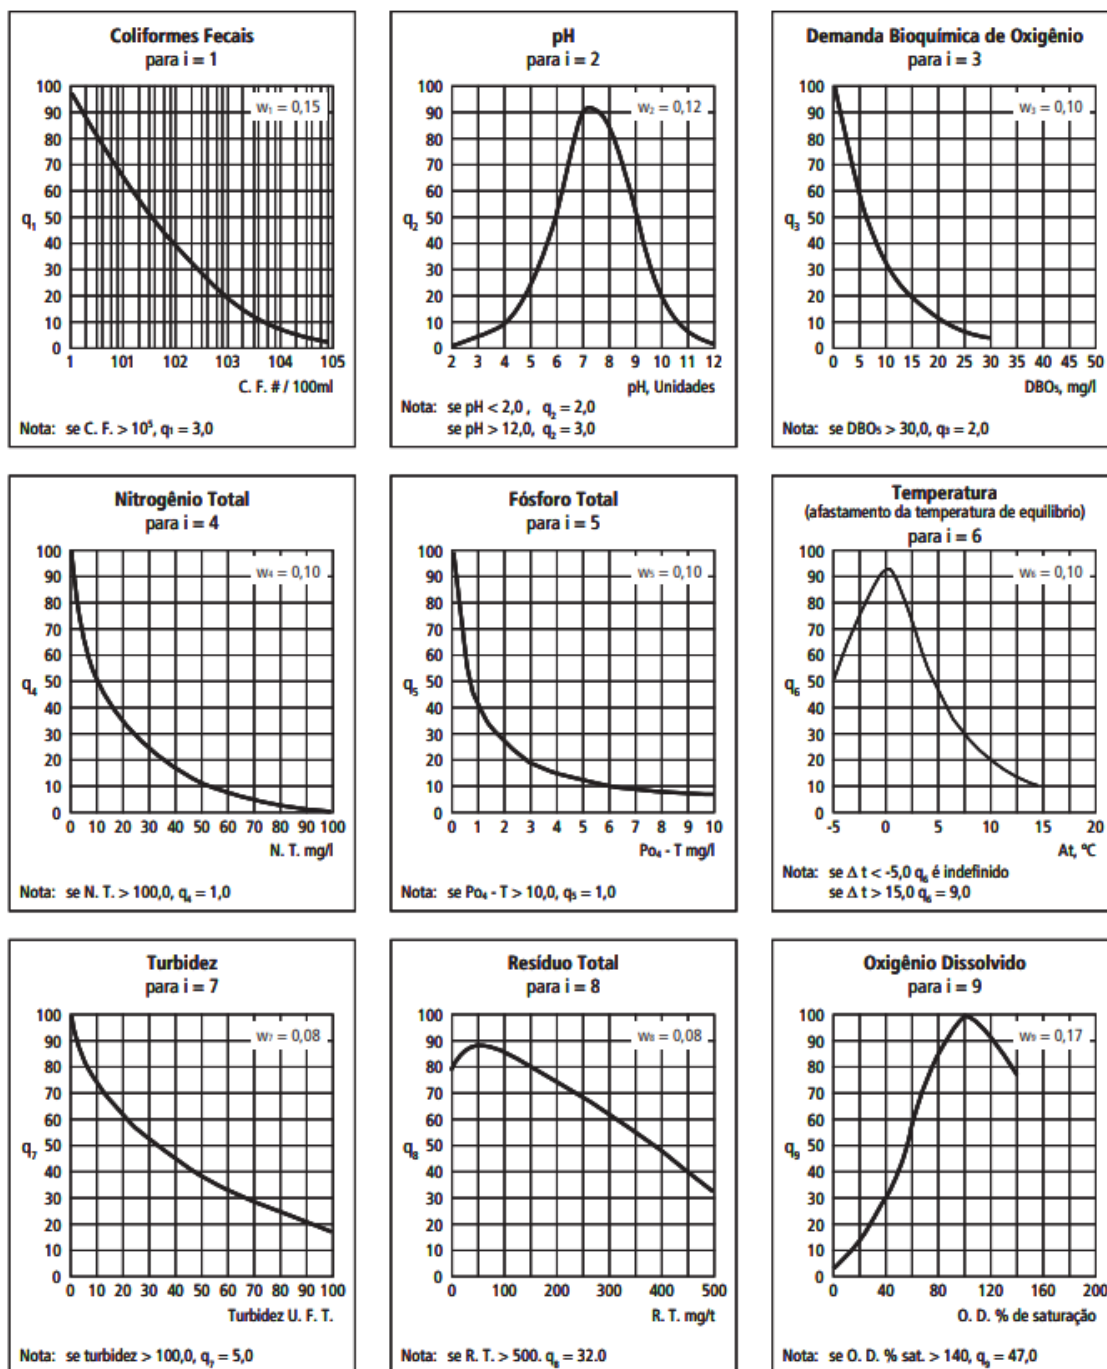 Coliformes Fecais
para i = 1
w₁ = 0,15
100
90
80
70
60
50
40
30
20
10
0
q₁
1 101 102 103 104 105
C. F. # / 100ml
Nota: se C. F. > 10⁵, q₁ = 3,0
pH
para i = 2
w₂ = 0,12
100
90
80
70
60
50
40
30
20
10
0
q₂
2 3 4 5 6 7 8 9 10 11 12
pH, Unidades
Nota: se pH < 2,0 , q₂ = 2,0
se pH > 12,0, q₂ = 3,0
Demanda Bioquímica de Oxigênio
para i = 3
w₃ = 0,10
100
90
80
70
60
50
40
30
20
10
0
q₃
0 5 10 15 20 25 30 35 40 45 50
DBO₅, mg/l
Nota: se DBO₅ > 30,0, q₃ = 2,0
Nitrogênio Total
para i = 4
w₄ = 0,10
100
90
80
70
60
50
40
30
20
10
0
q₄
0 10 20 30 40 50 60 70 80 90 100
N. T. mg/l
Nota: se N. T. > 100,0, q₄ = 1,0
Fósforo Total
para i = 5
w₅ = 0,10
100
90
80
70
60
50
40
30
20
10
0
q₅
0 1 2 3 4 5 6 7 8 9 10
Po₄ - T mg/l
Nota: se Po₄ - T > 10,0, q₅ = 1,0
Temperatura
(afastamento da temperatura de equilíbrio)
para i = 6
w₆ = 0,10
100
90
80
70
60
50
40
30
20
10
0
q₆
-5 0 5 10 15 20
At, ºC
Nota: se Δ t < -5,0 q₆ é indefinido
se Δ t > 15,0 q₆ = 9,0
Turbidez
para i = 7
w₇ = 0,08
100
90
80
70
60
50
40
30
20
10
0
q₇
0 10 20 30 40 50 60 70 80 90 100
Turbidez U. F. T.
Nota: se turbidez > 100,0, q₇ = 5,0
Resíduo Total
para i = 8
w₈ = 0,08
100
90
80
70
60
50
40
30
20
10
0
q₈
0 100 200 300 400 500
R. T. mg/t
Nota: se R. T. > 500. q₈ = 32.0
Oxigênio Dissolvido
para i = 9
w₉ = 0,17
100
90
80
70
60
50
40
30
20
10
0
q₉
0 40 80 120 160 200
O. D. % de saturação
Nota: se O. D. % sat. > 140, q₉ = 47,0